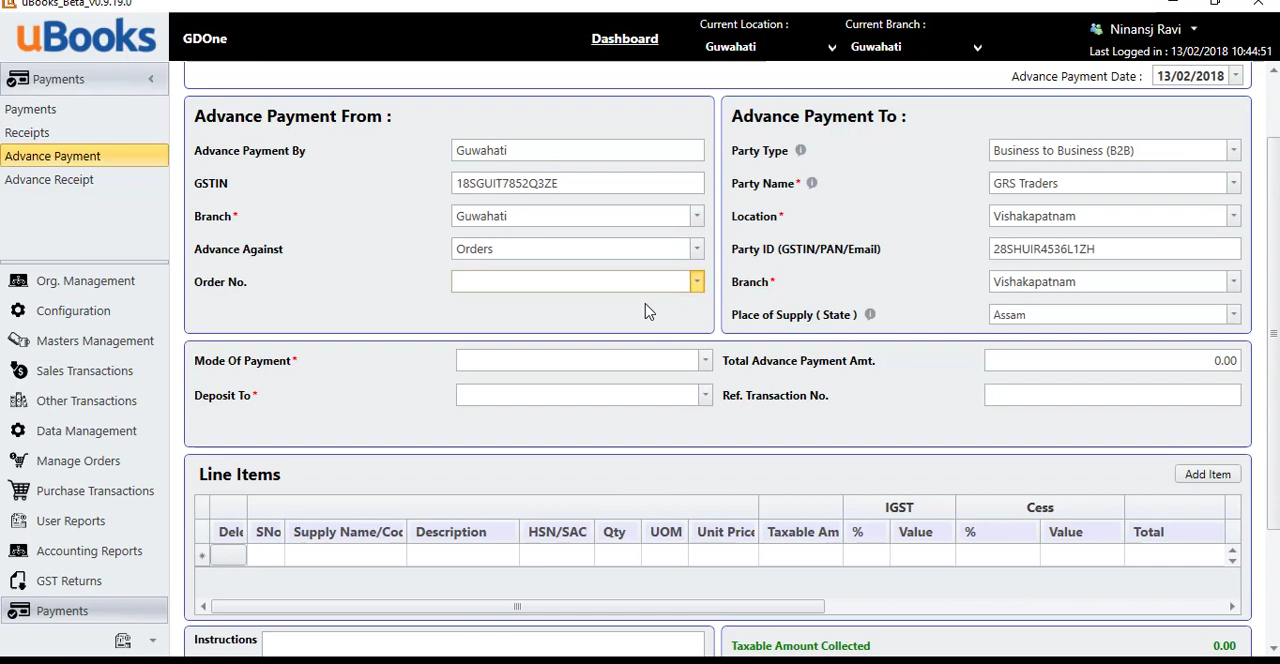 uBooks_Beta_v0.9.19.0
uBooks
GDOne
Dashboard
Current Location :
Guwahati
Current Branch :
Guwahati
Ninansj Ravi
Last Logged in : 13/02/2018 10:44:51
Payments
Payments
Receipts
Advance Payment
Advance Receipt
Org. Management
Configuration
Masters Management
Sales Transactions
Other Transactions
Data Management
Manage Orders
Purchase Transactions
User Reports
Accounting Reports
GST Returns
Payments
Advance Payment Date : 13/02/2018
Advance Payment From :
Advance Payment By Guwahati
GSTIN 18SGUIT7852Q3ZE
Branch* Guwahati
Advance Against Orders
Order No.
Advance Payment To :
Party Type Business to Business (B2B)
Party Name* GRS Traders
Location* Vishakapatnam
Party ID (GSTIN/PAN/Email) 28SHUIR4536L1ZH
Branch* Vishakapatnam
Place of Supply ( State ) Assam
Mode Of Payment* Total Advance Payment Amt. 0.00
Deposit To* Ref. Transaction No.
Line Items Add Item
IGST Cess
Dele SNo Supply Name/Coc Description HSN/SAC Qty UOM Unit Price Taxable Am % Value % Value Total
Instructions
Taxable Amount Collected 0.00